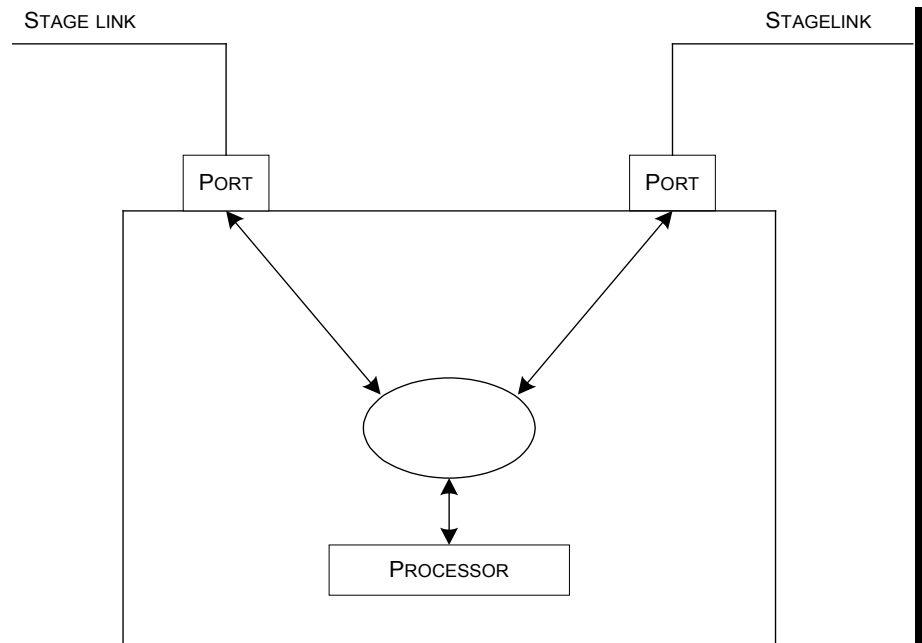 STAGE LINK
STAGELINK
PORT
PORT
PROCESSOR